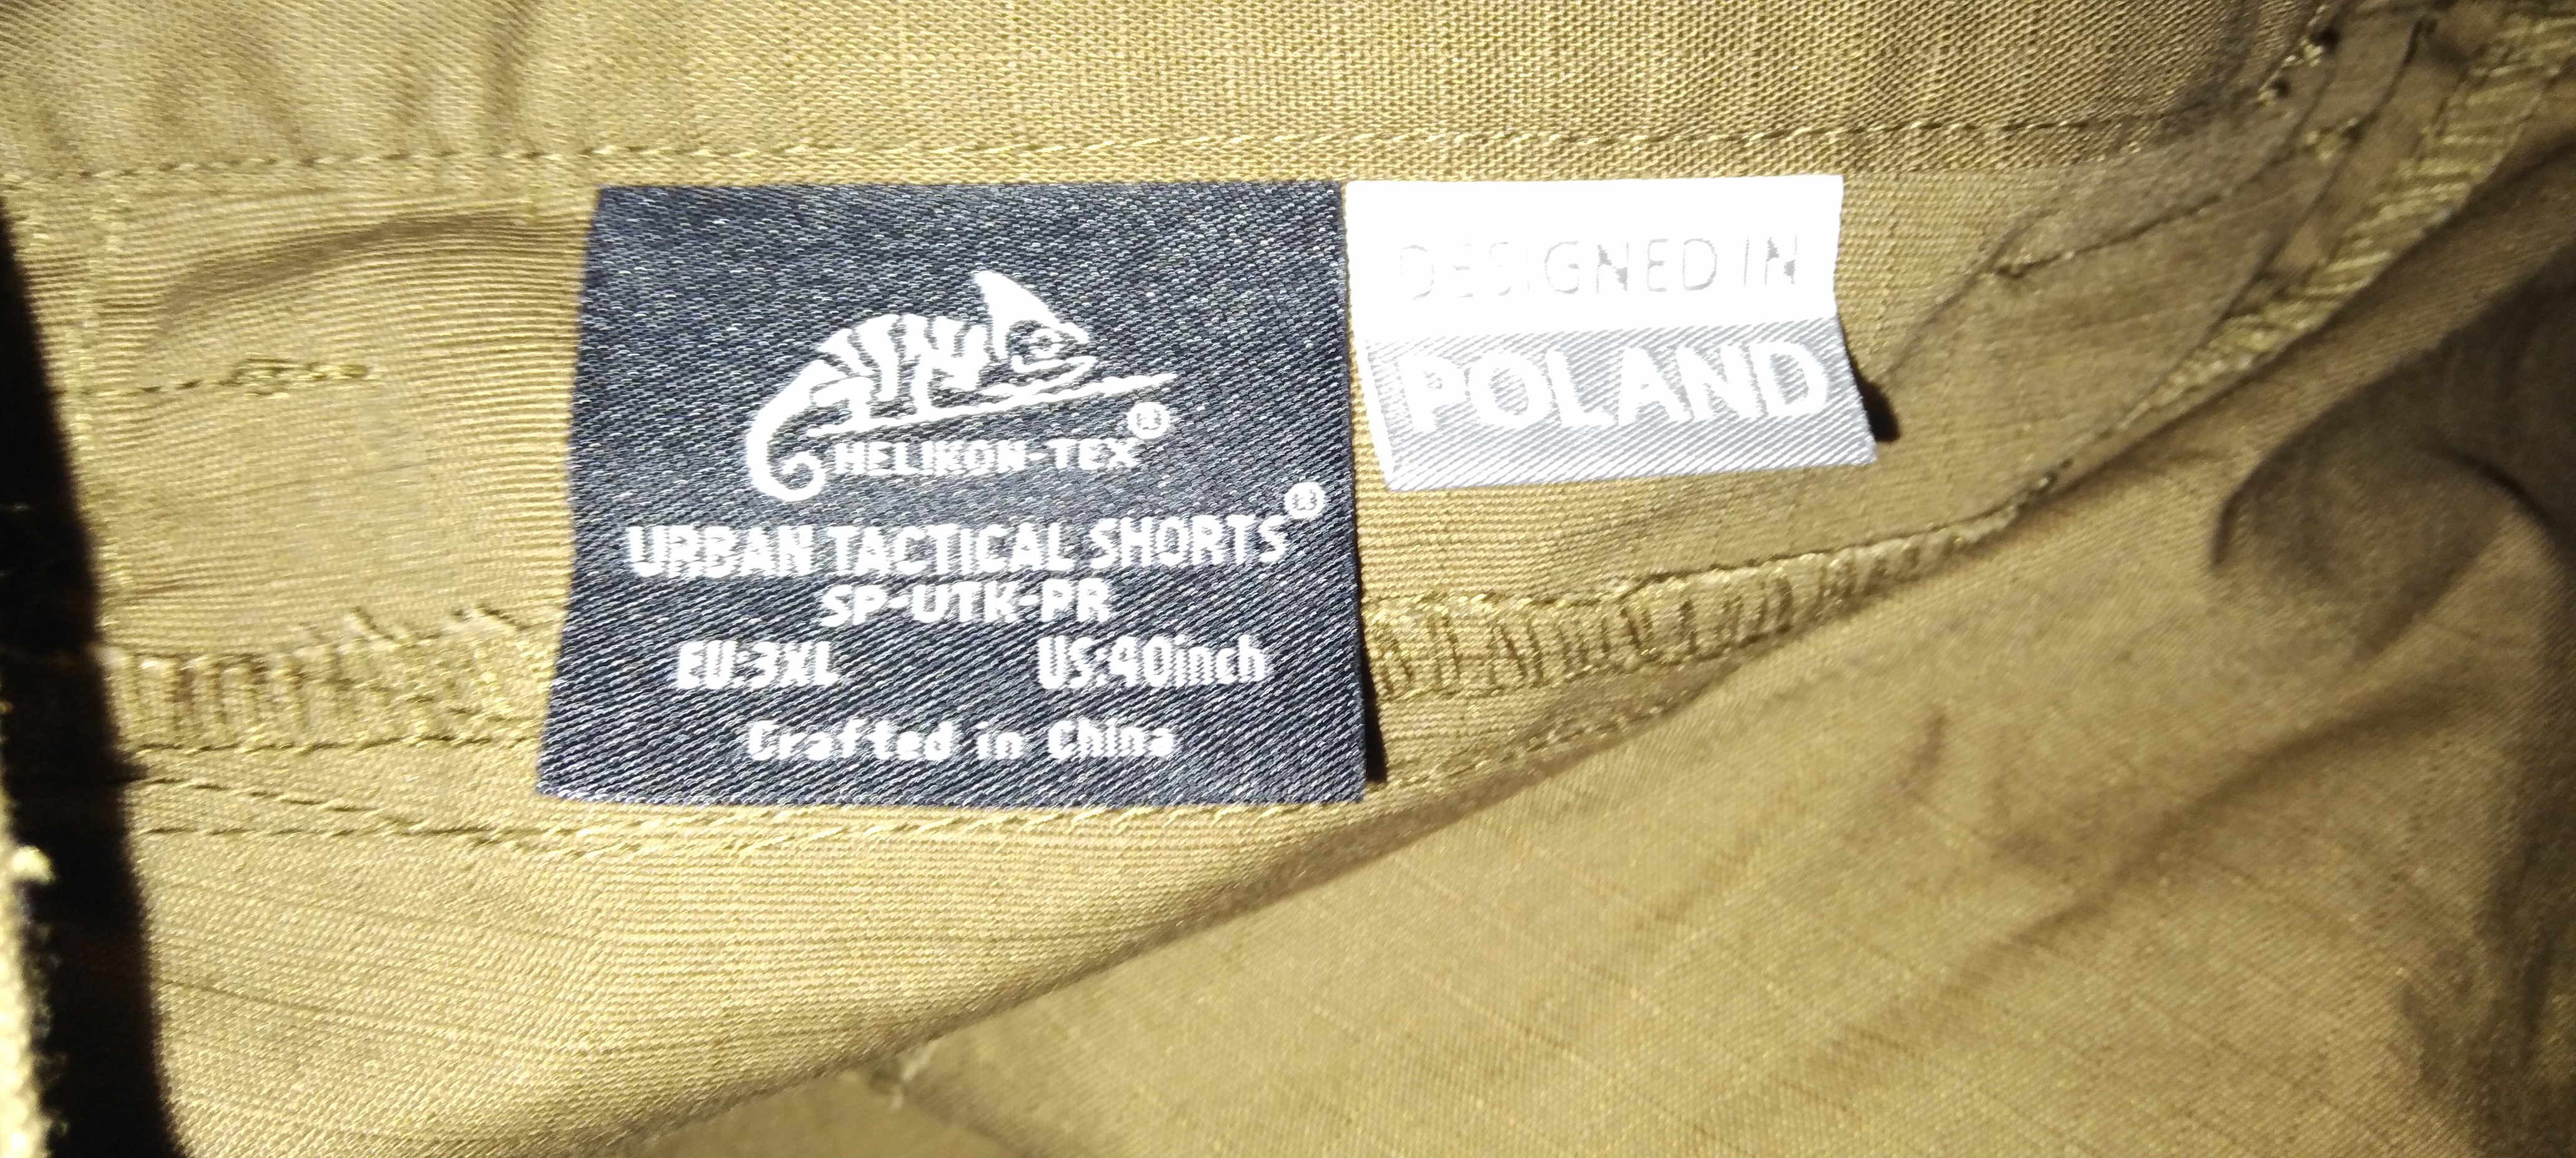 HELIKON-TEX®
URBAN TACTICAL SHORTS®
SP-UTK-PR
EU:3XL US:40inch
Crafted in China
DESIGNED IN
POLAND